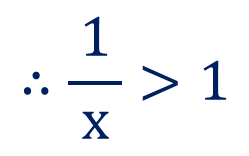 ∴ 1/x > 1